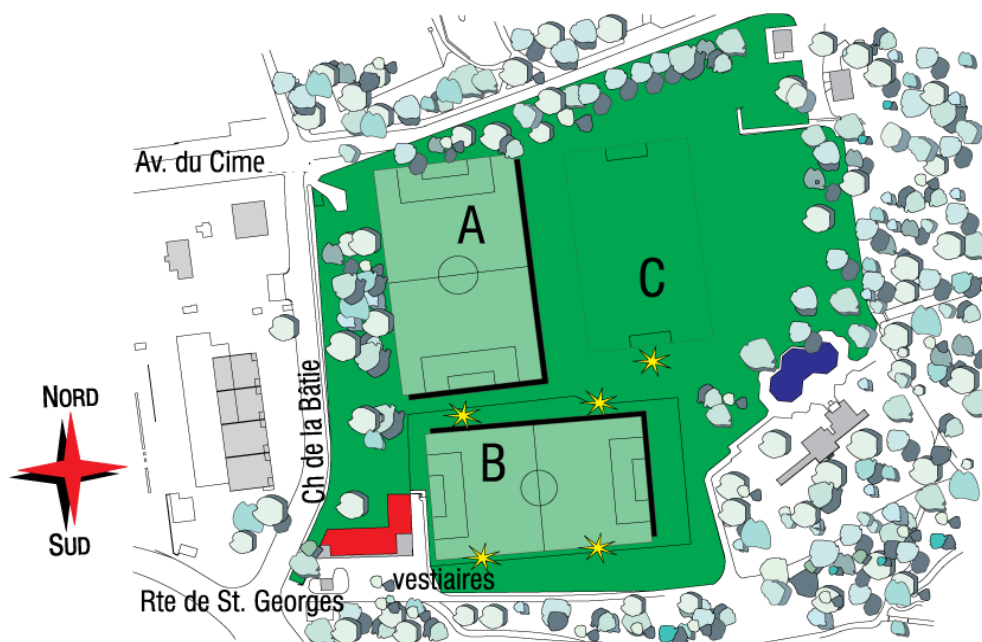 Av. du Cime
A
C
NORD
Ch de la Bâtie
B
SUD
vestiaires
Rte de St. Georges